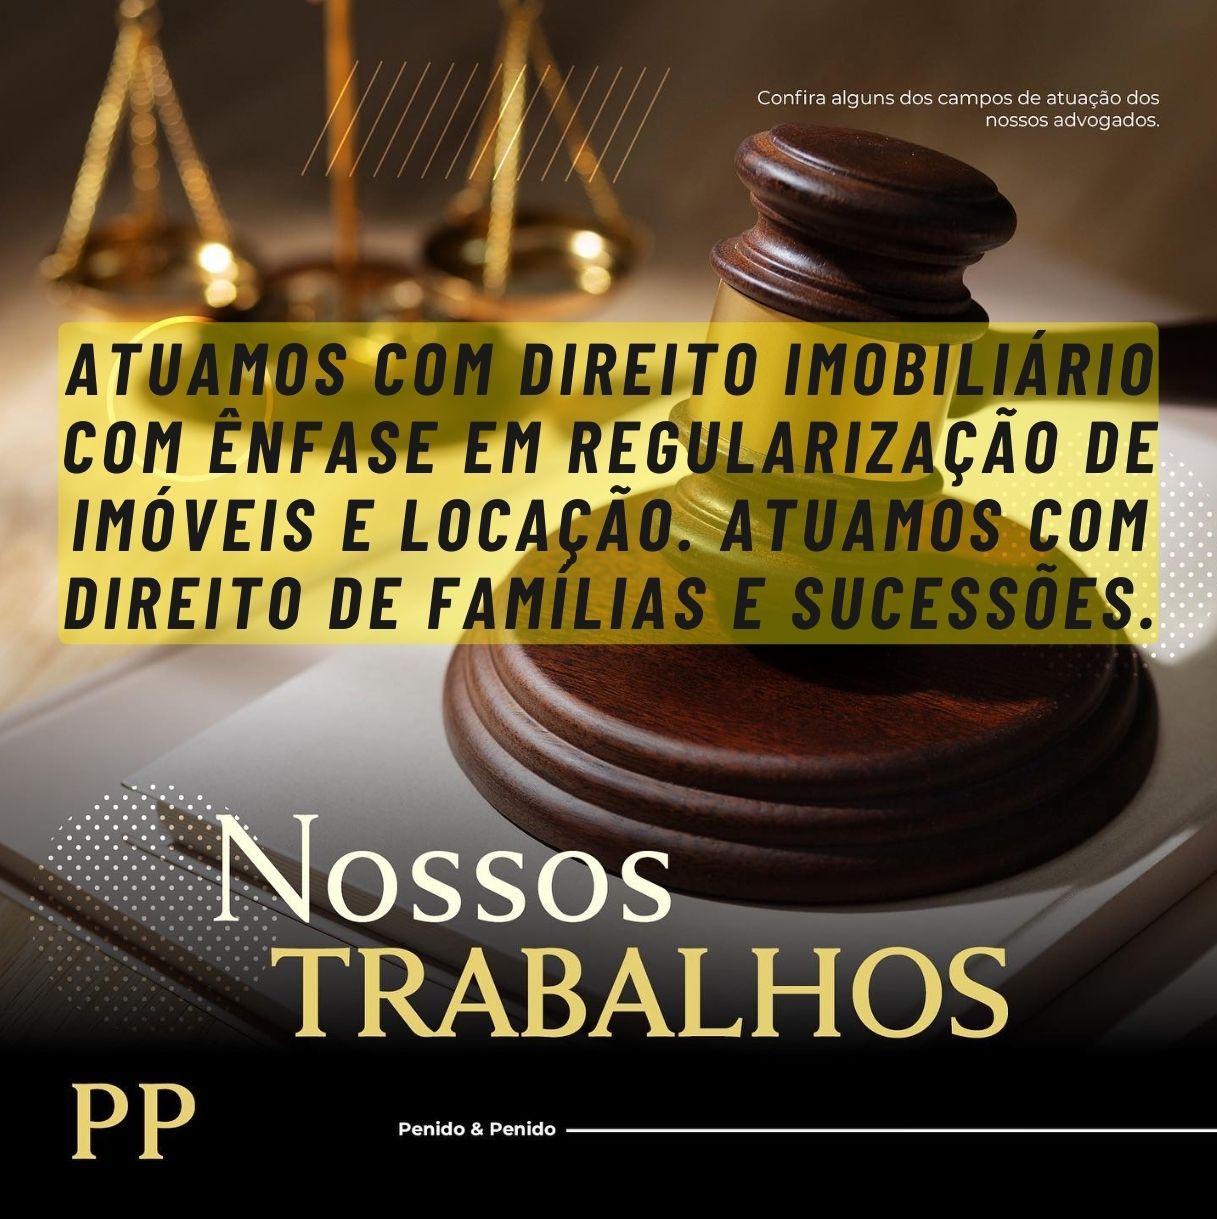 Confira alguns dos campos de atuação dos
nossos advogados.
ATUAMOS COM DIREITO IMOBILIÁRIO
COM ÊNFASE EM REGULARIZAÇÃO DE
IMÓVEIS E LOCAÇÃO. ATUAMOS COM
DIREITO DE FAMÍLIAS E SUCESSÕES.
Nossos
TRABALHOS
PP
Penido & Penido